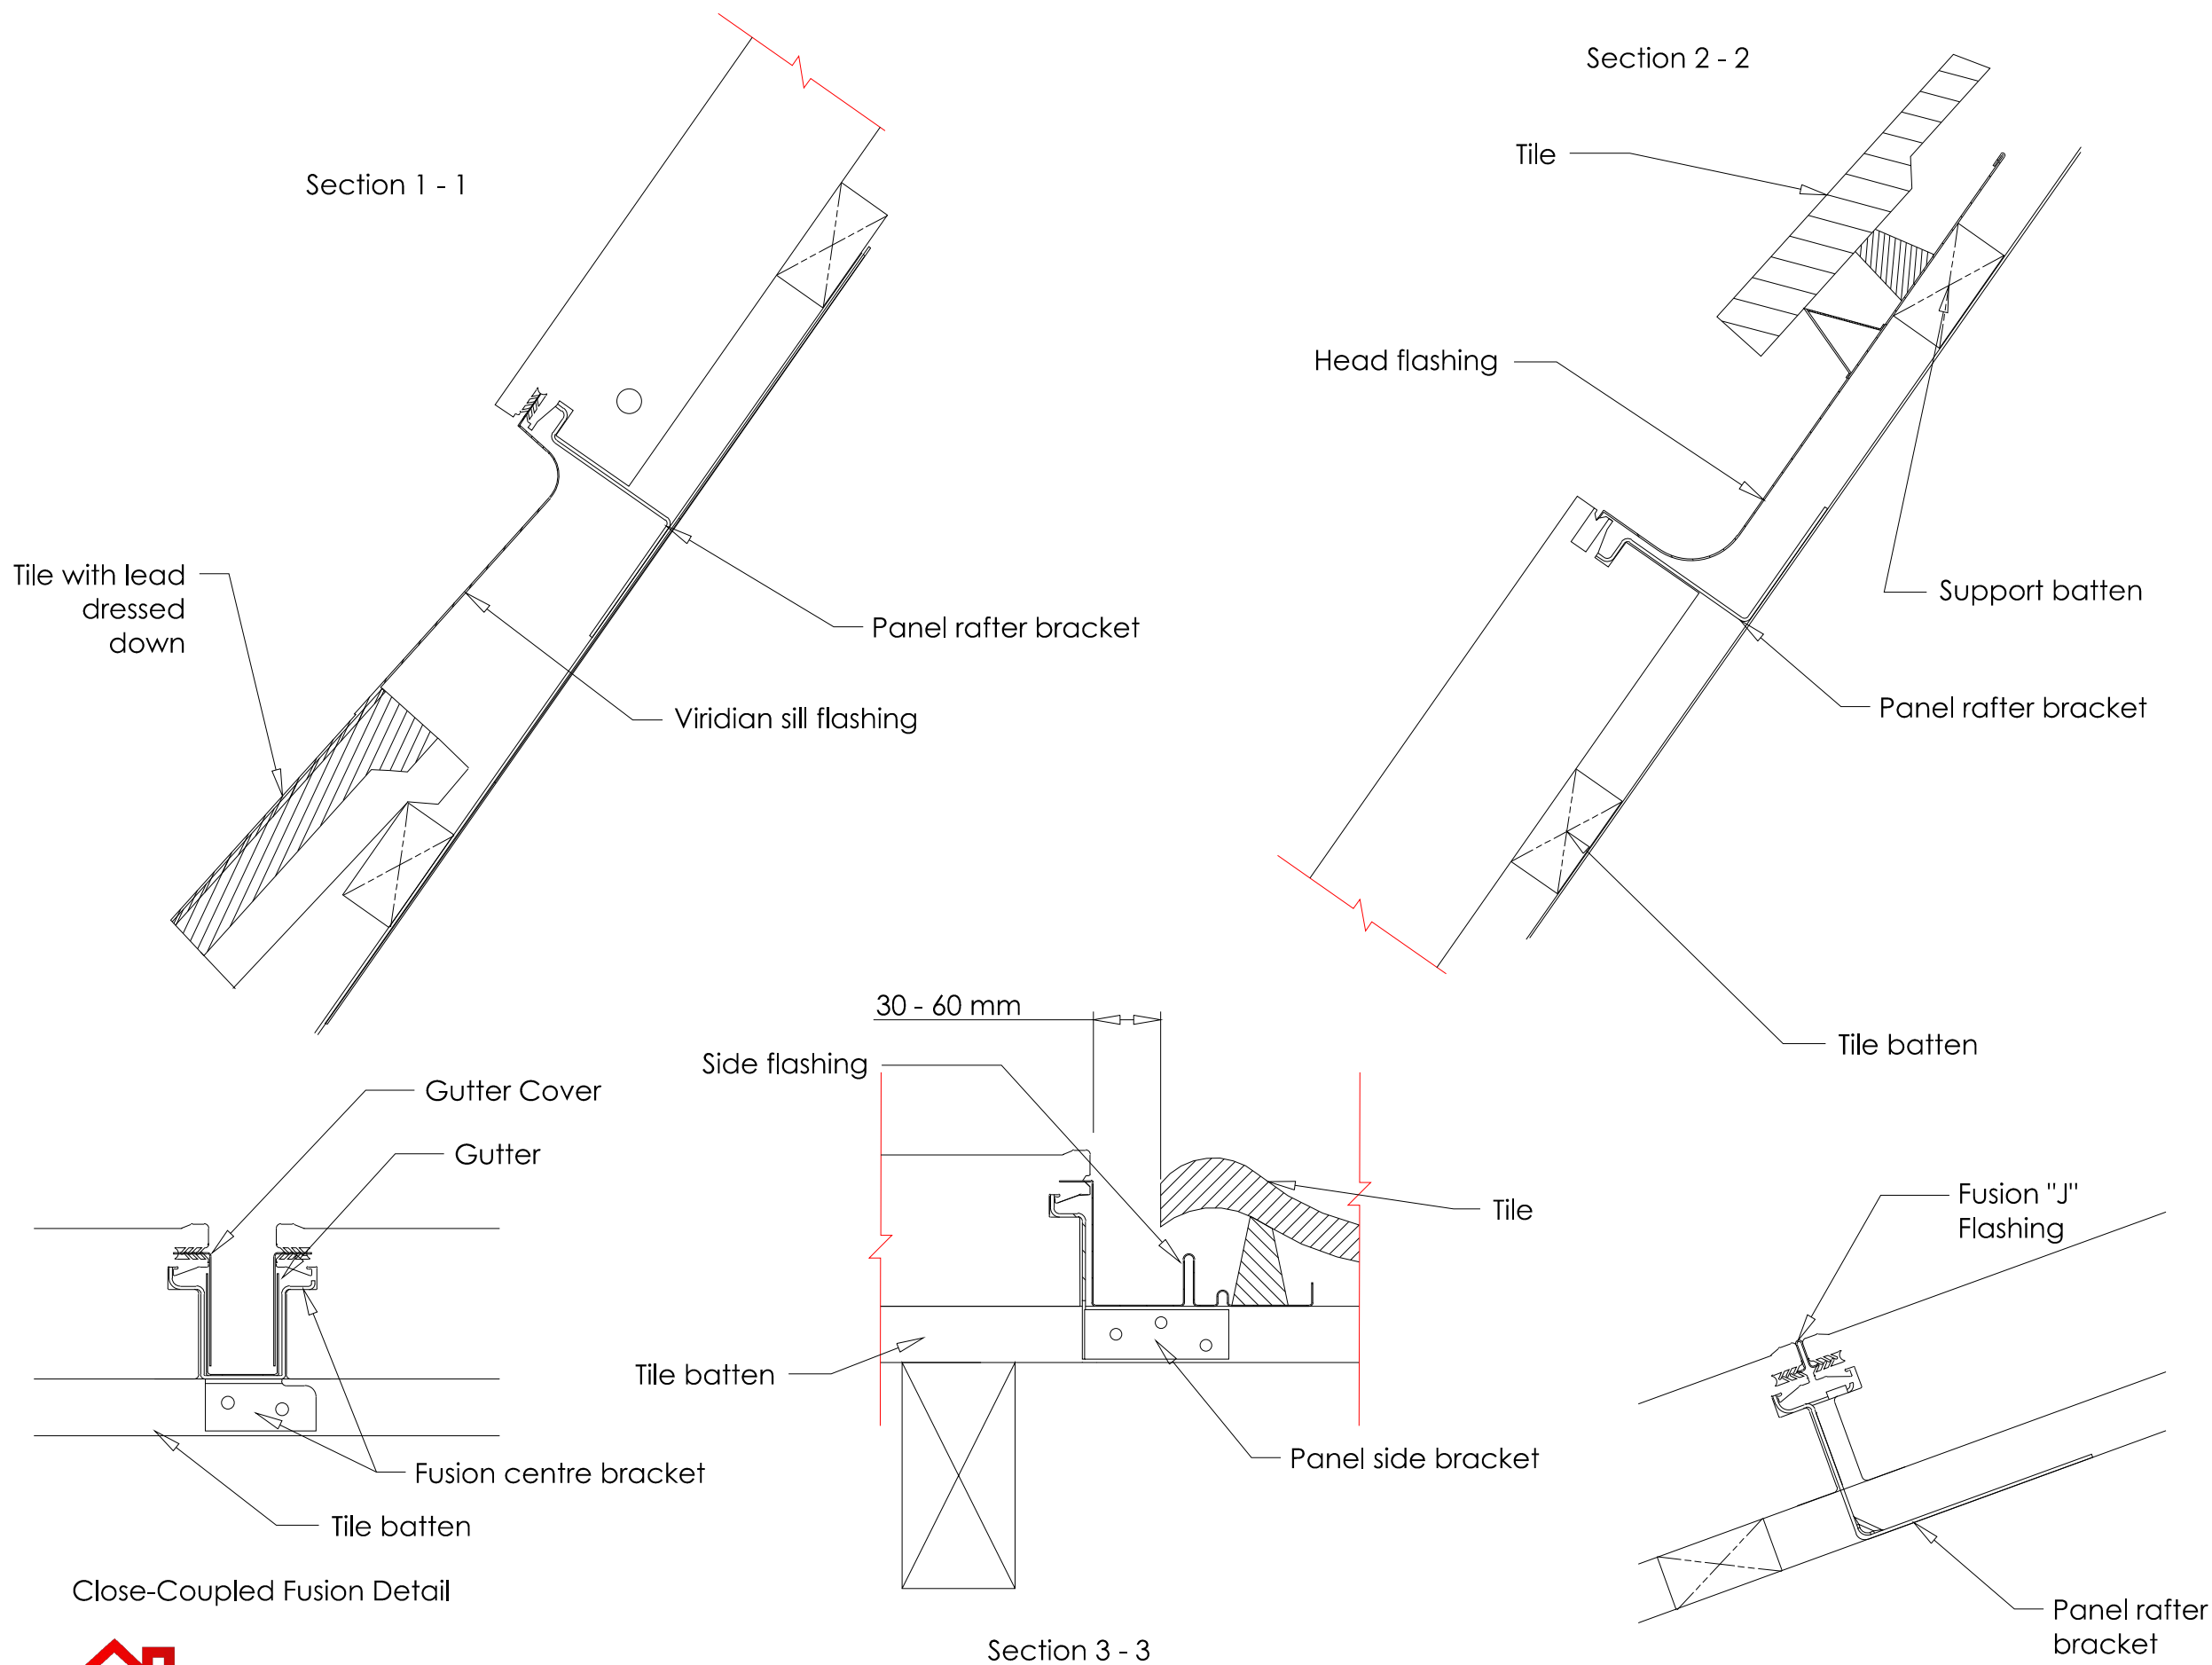 Section 1 - 1
Section 2 - 2
Tile
Head flashing
Tile with lead
dressed
down
Panel rafter bracket
Viridian sill flashing
Support batten
Panel rafter bracket
Tile batten
30 - 60 mm
Side flashing
Gutter Cover
Gutter
Tile
Fusion "J"
Flashing
Tile batten
Panel side bracket
Fusion centre bracket
Tile batten
Close-Coupled Fusion Detail
Section 3 - 3
Panel rafter
bracket